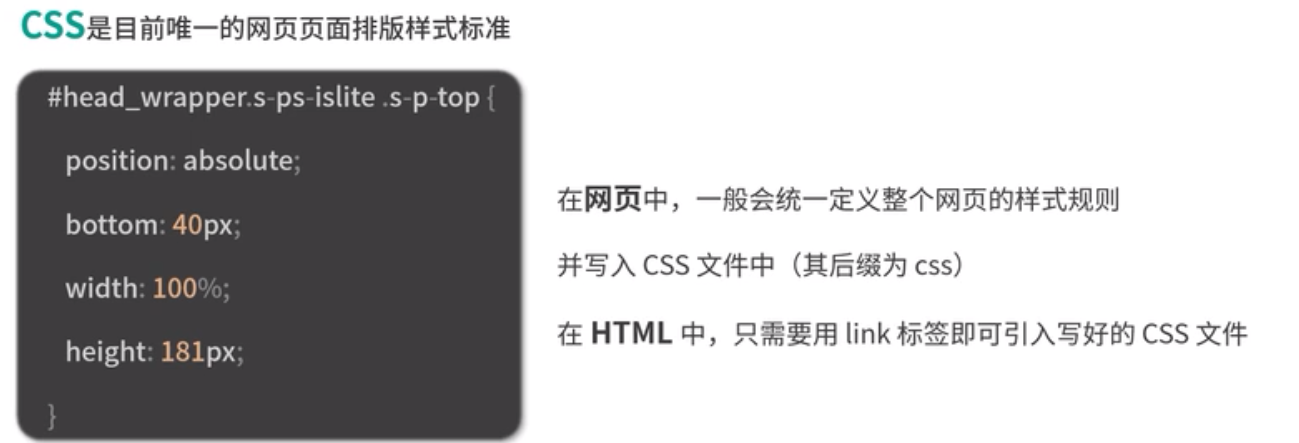 CSS是目前唯一的网页页面排版样式标准
#head_wrapper.s-ps-islite .s-p-top {
position: absolute;
bottom: 40px;
width: 100%;
height: 181px;
}
在网页中，一般会统一定义整个网页的样式规则
并写入 CSS 文件中（其后缀为 css）
在 HTML 中，只需要用 link 标签即可引入写好的 CSS 文件